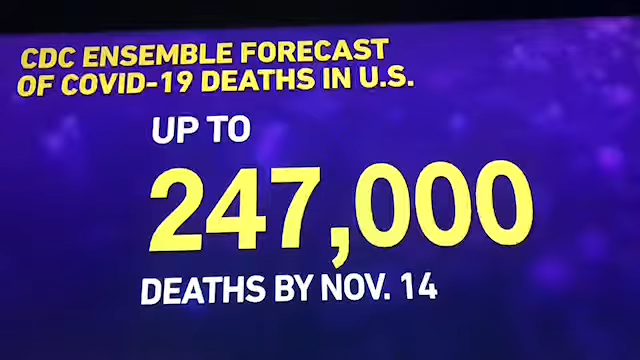 CDC ENSEMBLE FORECAST
OF COVID-19 DEATHS IN U.S.
UP TO
247,000
DEATHS BY NOV. 14